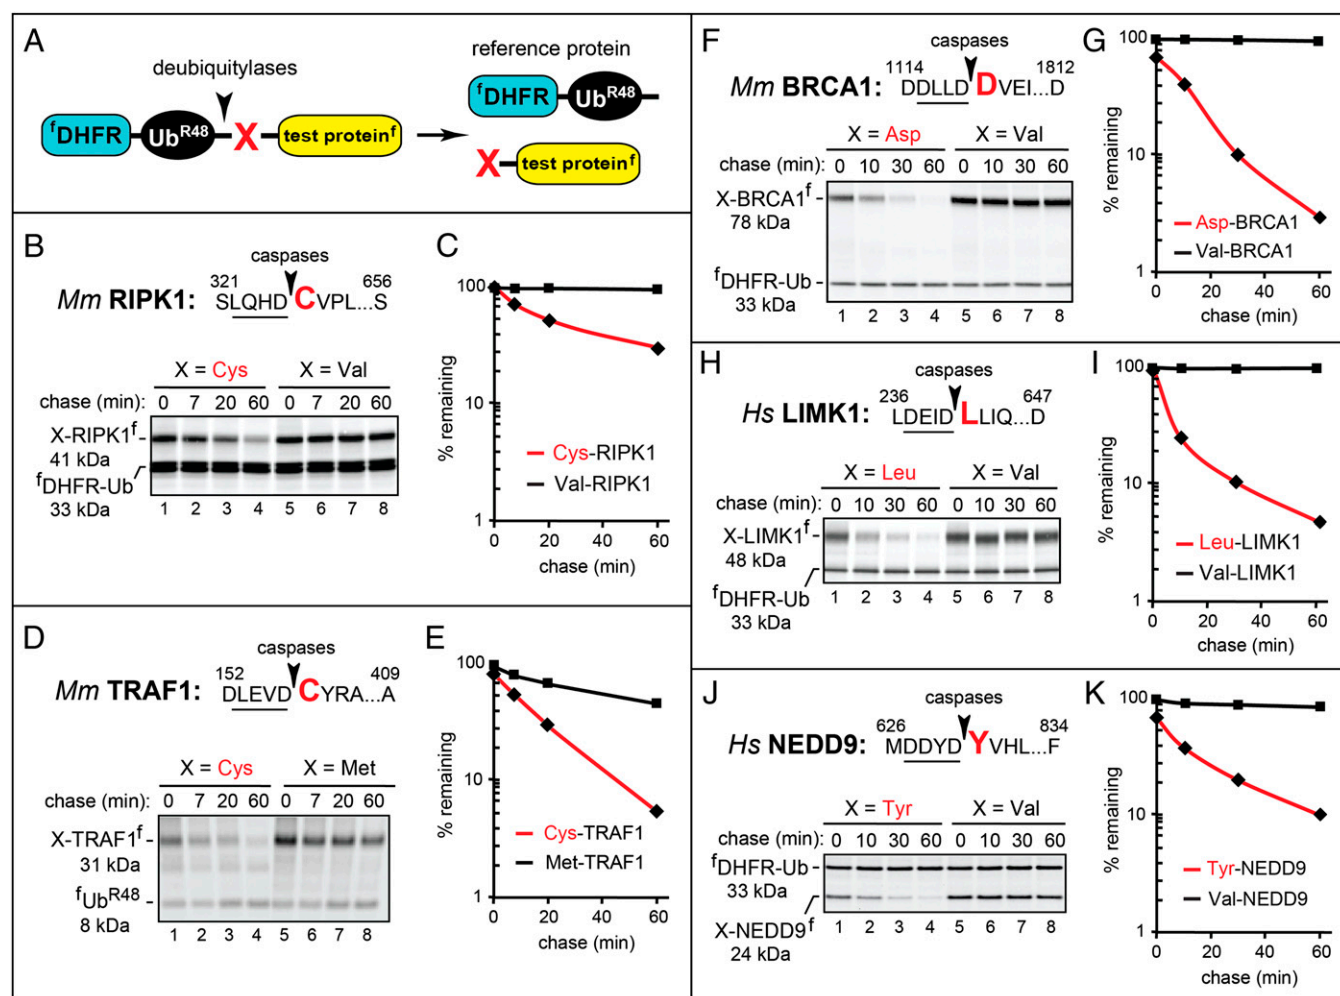 A
deubiquitylases
fDHFR UbR48 X test proteinf
reference protein
fDHFR UbR48
X test proteinf
B
caspases
321 656
Mm RIPK1: SLQHD CVPL...S
X = Cys X = Val
chase (min): 0 7 20 60 0 7 20 60
X-RIPK1f
41 kDa
fDHFR-Ub
33 kDa
1 2 3 4 5 6 7 8
C
% remaining
100
10
1
Cys-RIPK1
Val-RIPK1
0 20 40 60
chase (min)
D
caspases
152 409
Mm TRAF1: DLEVD CYRA...A
X = Cys X = Met
chase (min): 0 7 20 60 0 7 20 60
X-TRAF1f
31 kDa
fUbR48
8 kDa
1 2 3 4 5 6 7 8
E
% remaining
100
10
1
Cys-TRAF1
Met-TRAF1
0 20 40 60
chase (min)
F
caspases
1114 1812
Mm BRCA1: DDLLD DVEI...D
X = Asp X = Val
chase (min): 0 10 30 60 0 10 30 60
X-BRCA1f
78 kDa
fDHFR-Ub
33 kDa
1 2 3 4 5 6 7 8
G
% remaining
100
10
1
Asp-BRCA1
Val-BRCA1
0 20 40 60
chase (min)
H
caspases
236 647
Hs LIMK1: LDEID LLIQ...D
X = Leu X = Val
chase (min): 0 10 30 60 0 10 30 60
X-LIMK1f
48 kDa
fDHFR-Ub
33 kDa
1 2 3 4 5 6 7 8
I
% remaining
100
10
1
Leu-LIMK1
Val-LIMK1
0 20 40 60
chase (min)
J
caspases
626 834
Hs NEDD9: MDDYD YVHL...F
X = Tyr X = Val
chase (min): 0 10 30 60 0 10 30 60
fDHFR-Ub
33 kDa
X-NEDD9f
24 kDa
1 2 3 4 5 6 7 8
K
% remaining
100
10
1
Tyr-NEDD9
Val-NEDD9
0 20 40 60
chase (min)